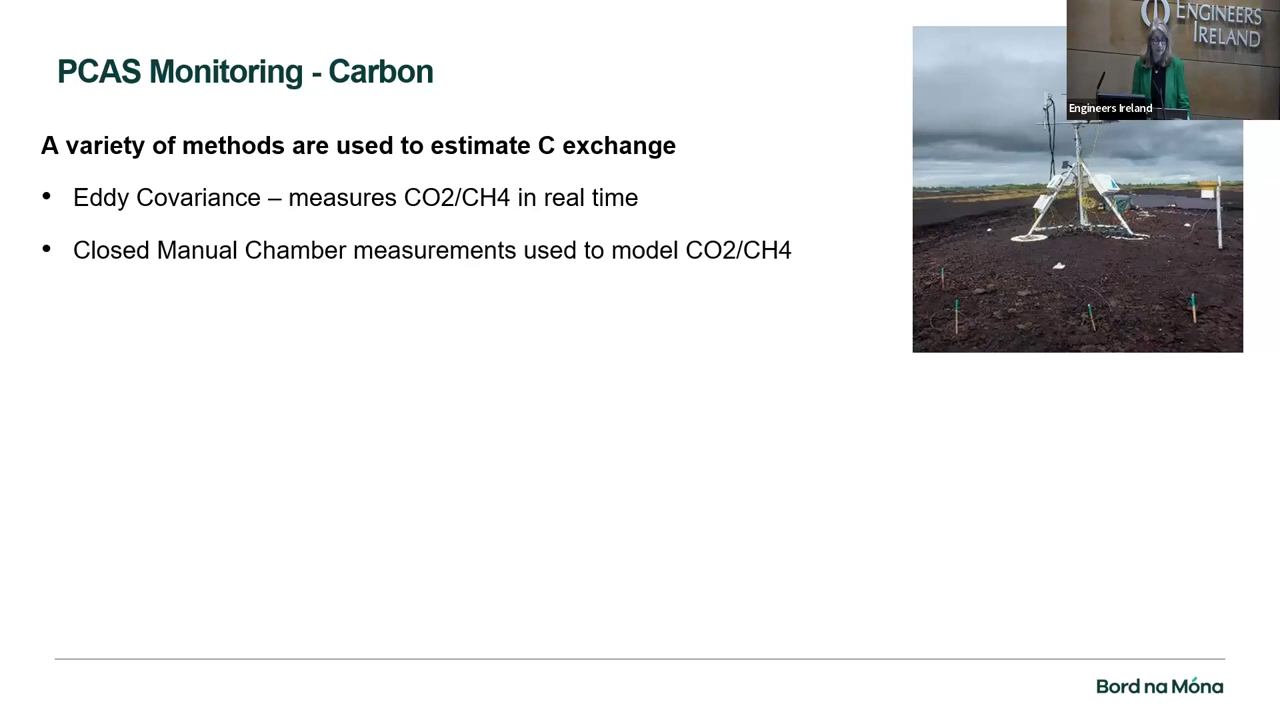 PCAS Monitoring - Carbon
A variety of methods are used to estimate C exchange
• Eddy Covariance – measures CO2/CH4 in real time
• Closed Manual Chamber measurements used to model CO2/CH4
ENGINEERS
IRELAND
Engineers Ireland
Bord na Móna